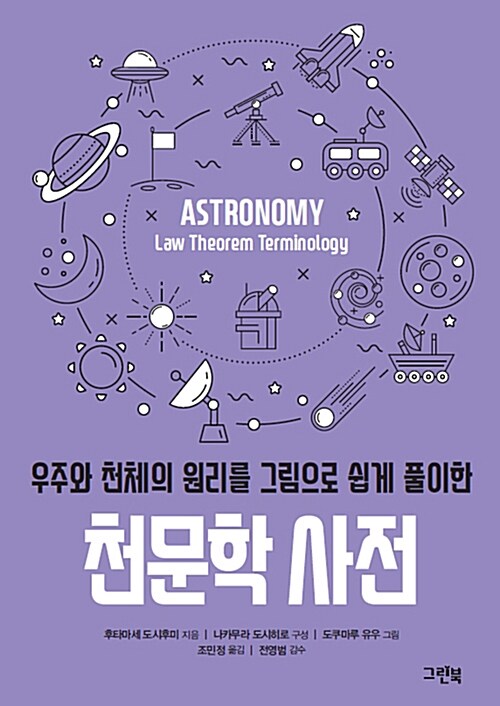 ASTRONOMY
Law Theorem Terminology
우주와 천체의 원리를 그림으로 쉽게 풀이한
천문학 사전
후타마세 도시후미 지음 | 나카무라 도시히로 구성 | 도쿠마루 유우 그림
조민정 옮김 | 전영범 감수
그린북